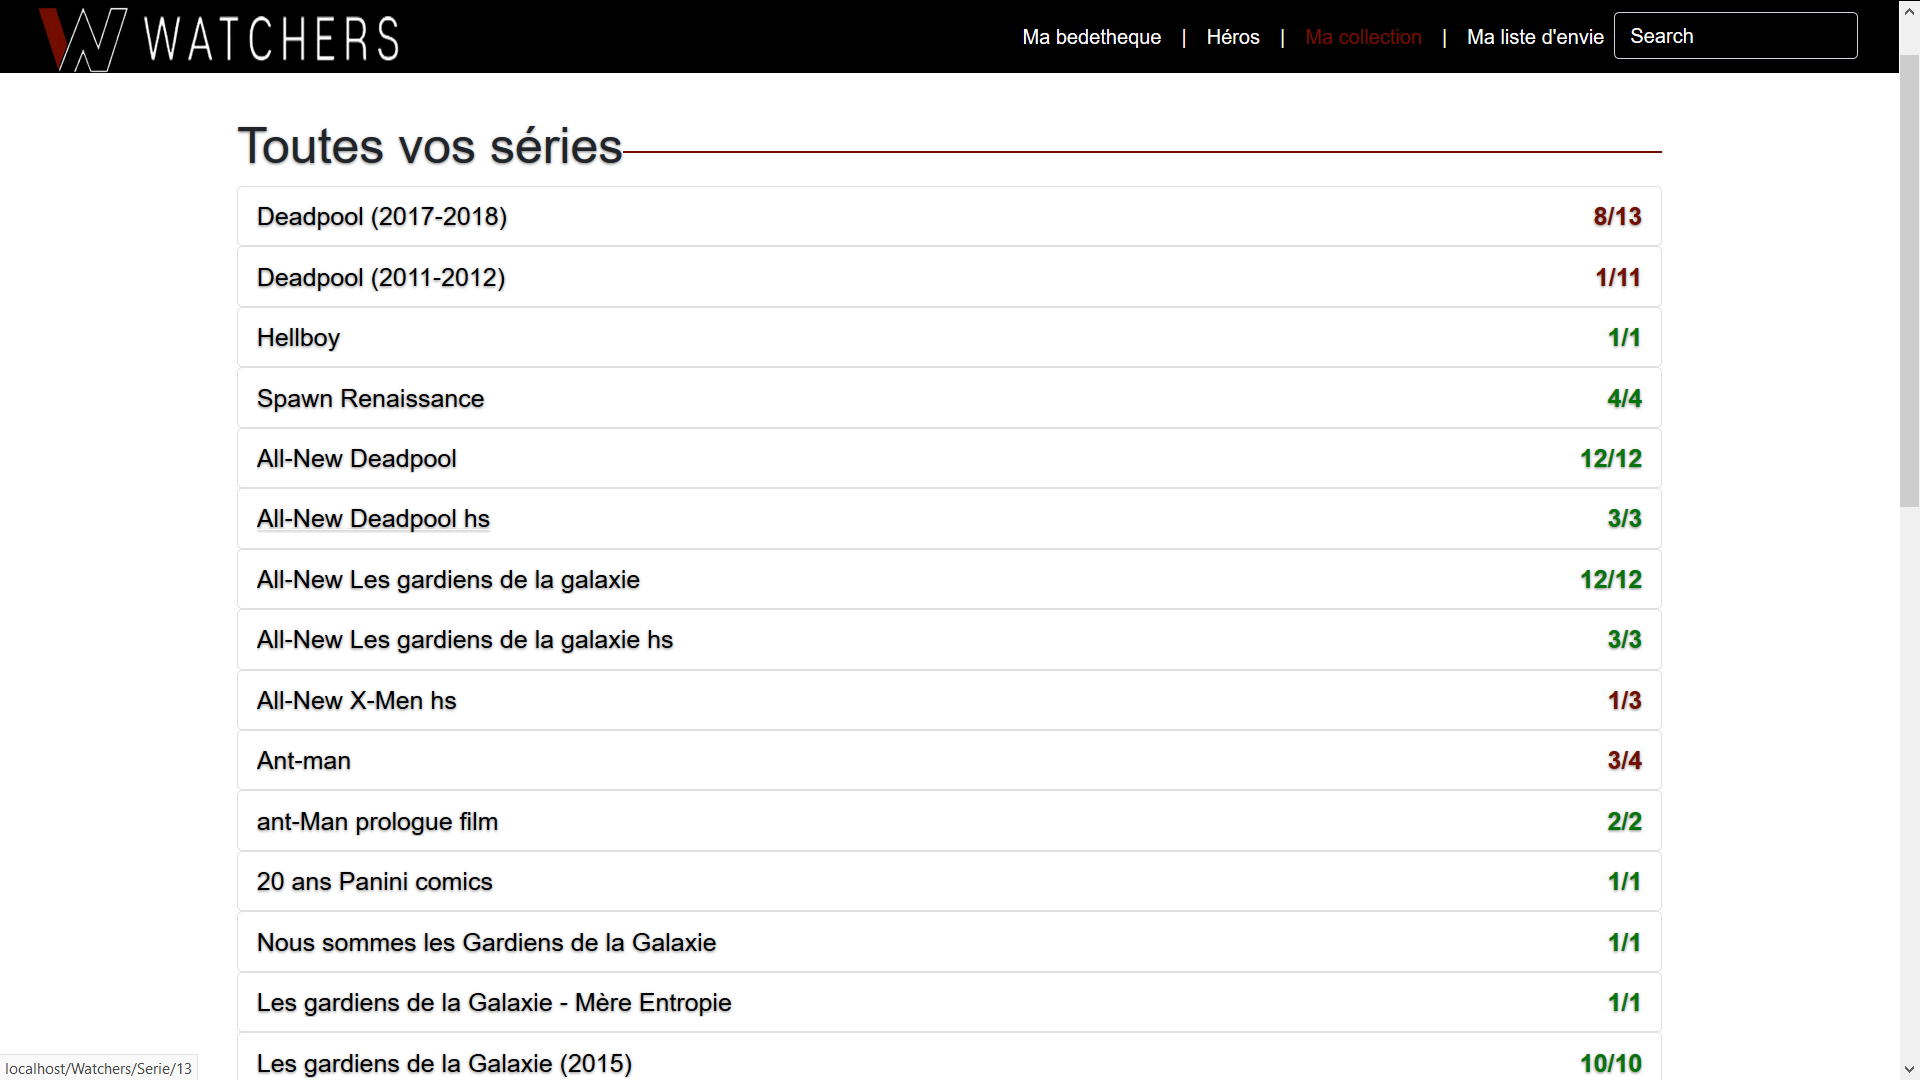 WATCHERS
Ma bedetheque | Héros | Ma collection | Ma liste d'envie Search
Toutes vos séries
Deadpool (2017-2018) 8/13
Deadpool (2011-2012) 1/11
Hellboy 1/1
Spawn Renaissance 4/4
All-New Deadpool 12/12
All-New Deadpool hs 3/3
All-New Les gardiens de la galaxie 12/12
All-New Les gardiens de la galaxie hs 3/3
All-New X-Men hs 1/3
Ant-man 3/4
ant-Man prologue film 2/2
20 ans Panini comics 1/1
Nous sommes les Gardiens de la Galaxie 1/1
Les gardiens de la Galaxie - Mère Entropie 1/1
Les gardiens de la Galaxie (2015) 10/10
localhost/Watchers/Serie/13